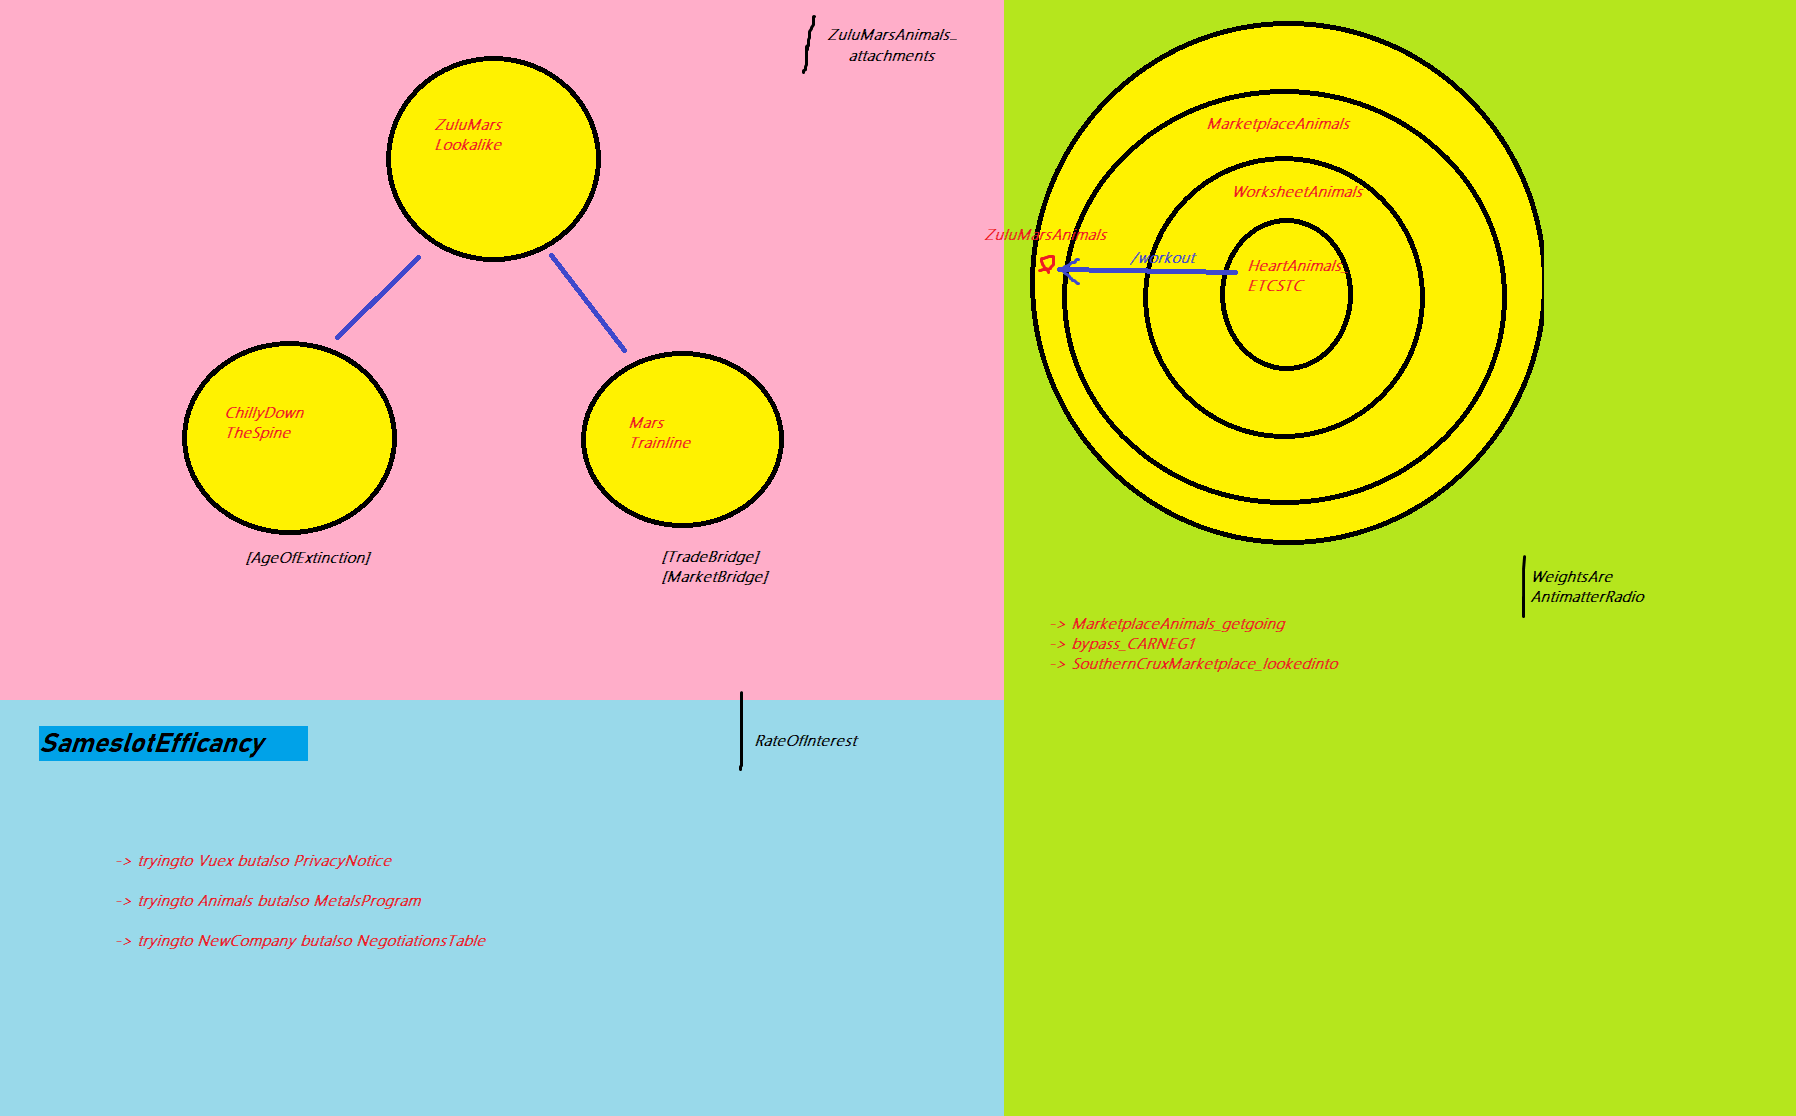 ZuluMarsAnimals_
attachments
ZuluMars
Lookalike
ChillyDown
TheSpine
Mars
Trainline
[AgeOfExtinction]
[TradeBridge]
[MarketBridge]
MarketplaceAnimals
WorksheetAnimals
ZuluMarsAnimals
/workout
HeartAnimals_
ETCSTC
WeightsAre
AntimatterRadio
-> MarketplaceAnimals_getgoing
-> bypass_CARNEG1
-> SouthernCruxMarketplace_lookedinto
SameslotEfficancy
RateOfInterest
-> tryingto Vuex butalso PrivacyNotice
-> tryingto Animals butalso MetalsProgram
-> tryingto NewCompany butalso NegotiationsTable